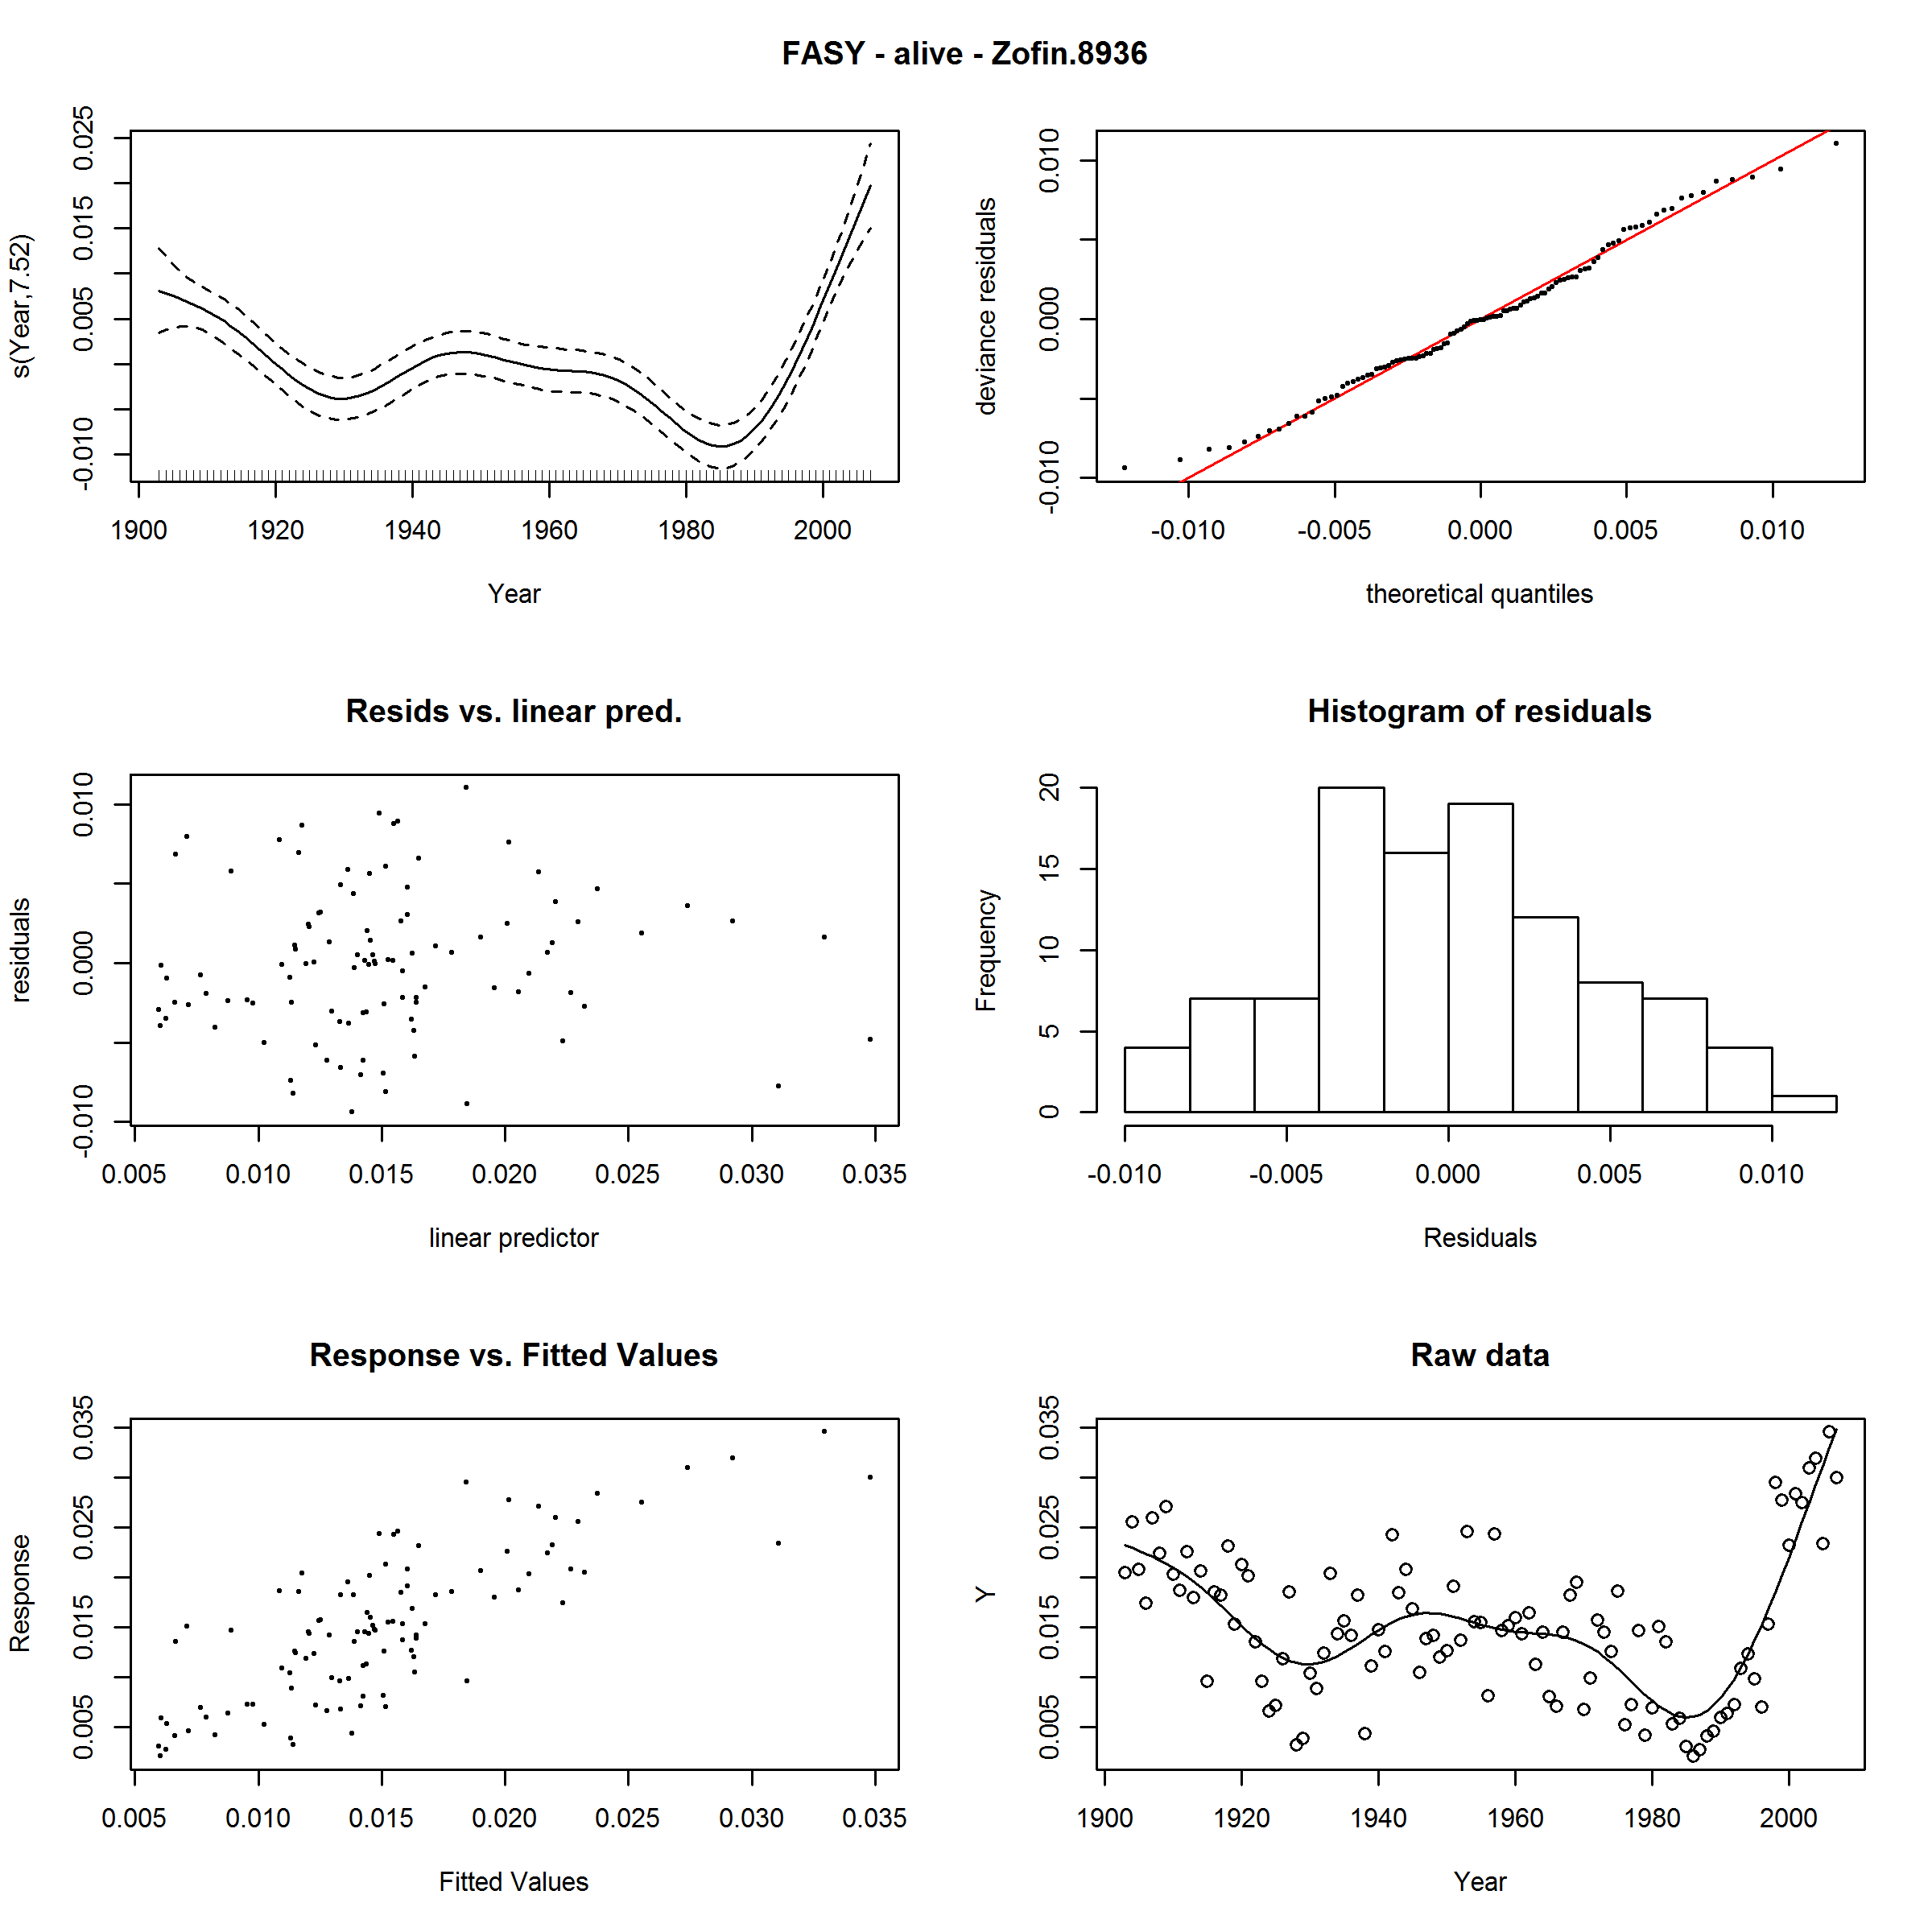 FASY - alive - Zofin.8936
s(Year,7.52)
-0.010 0.005 0.015 0.025
1900 1920 1940 1960 1980 2000
Year
deviance residuals
-0.010 0.000 0.010
-0.010 -0.005 0.000 0.005 0.010
theoretical quantiles
Resids vs. linear pred.
residuals
-0.010 0.000 0.010
0.005 0.010 0.015 0.020 0.025 0.030 0.035
linear predictor
Histogram of residuals
Frequency
0 5 10 15 20
-0.010 -0.005 0.000 0.005 0.010
Residuals
Response vs. Fitted Values
Response
0.005 0.015 0.025 0.035
0.005 0.010 0.015 0.020 0.025 0.030 0.035
Fitted Values
Raw data
Y
0.005 0.015 0.025 0.035
1900 1920 1940 1960 1980 2000
Year